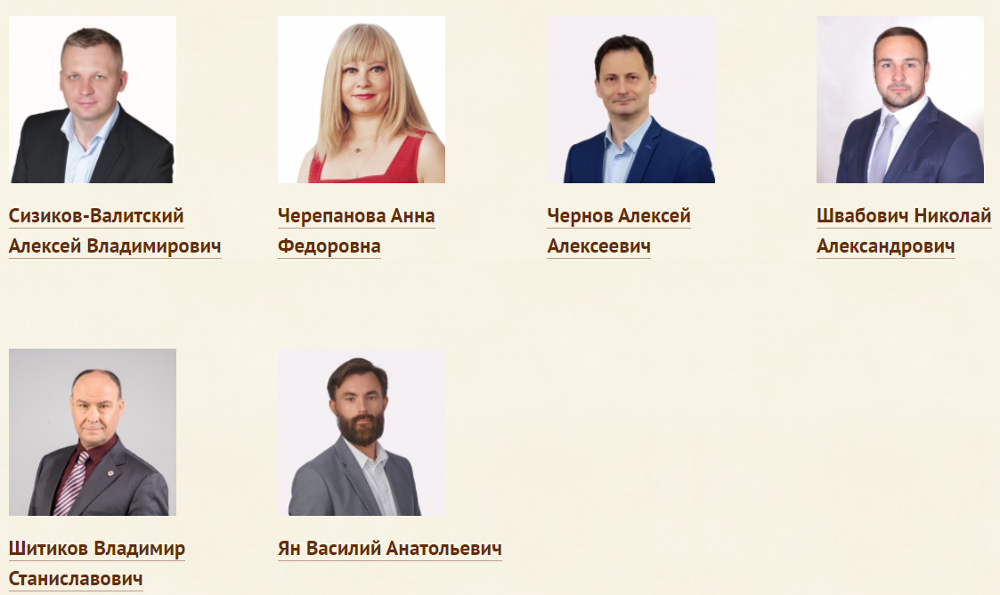 Сизиков-Валитский
Алексей Владимирович
Черепанова Анна
Федоровна
Чернов Алексей
Алексеевич
Швабович Николай
Александрович
Шитиков Владимир
Станиславович
Ян Василий Анатольевич